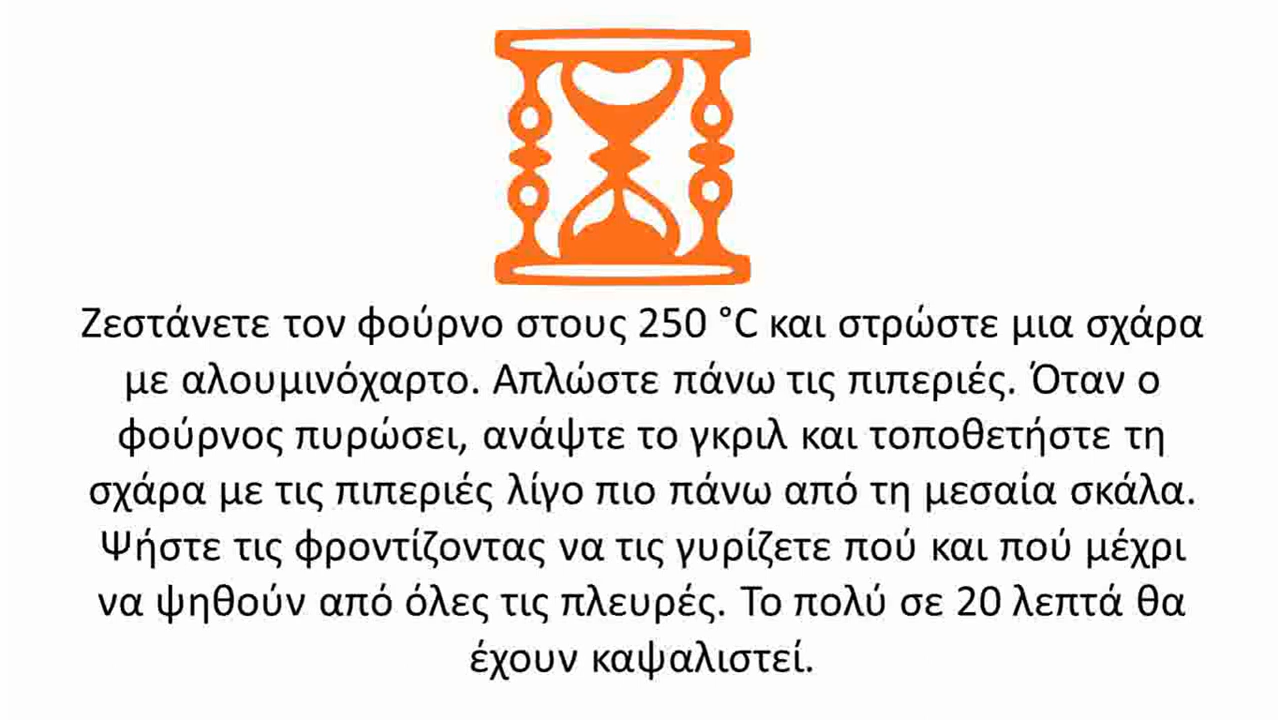 Ζεστάνετε τον φούρνο στους 250 °C και στρώστε μια σχάρα
με αλουμινόχαρτο. Απλώστε πάνω τις πιπεριές. Όταν ο
φούρνος πυρώσει, ανάψτε το γκριλ και τοποθετήστε τη
σχάρα με τις πιπεριές λίγο πιο πάνω από τη μεσαία σκάλα.
Ψήστε τις φροντίζοντας να τις γυρίζετε πού και πού μέχρι
να ψηθούν από όλες τις πλευρές. Το πολύ σε 20 λεπτά θα
έχουν καψαλιστεί.